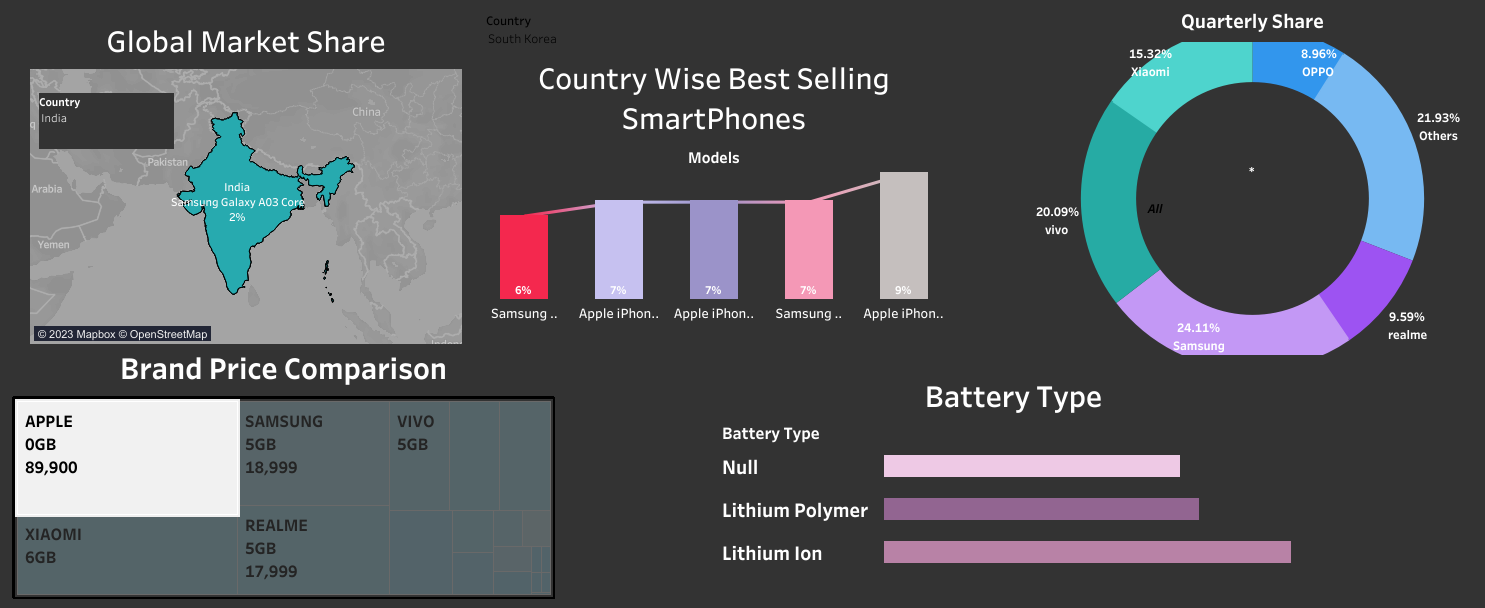 Global Market Share
Country
India
China
Pakistan
Arabia
Yemen
India
Samsung Galaxy A03 Core
2%
© 2023 Mapbox © OpenStreetMap
Country
South Korea
Country Wise Best Selling
SmartPhones
Models
6%
7%
7%
7%
9%
Samsung ..
Apple iPhon..
Apple iPhon..
Samsung ..
Apple iPhon..
Quarterly Share
15.32%
Xiaomi
8.96%
OPPO
21.93%
Others
*
All
20.09%
vivo
9.59%
realme
24.11%
Samsung
Brand Price Comparison
APPLE
0GB
89,900
SAMSUNG
5GB
18,999
VIVO
5GB
XIAOMI
6GB
REALME
5GB
17,999
Battery Type
Battery Type
Null
Lithium Polymer
Lithium Ion